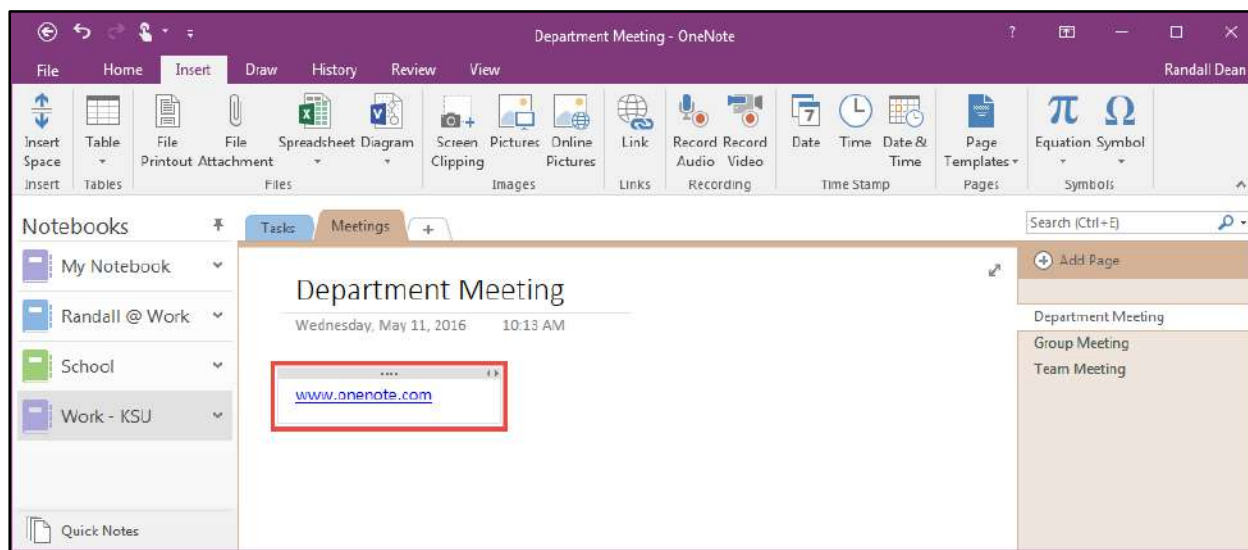 Department Meeting - OneNote
?
File Home Insert Draw History Review View Randall Dean
Insert Space
Table
File Printout
File Attachment
Spreadsheet
Diagram
Screen Clipping
Pictures
Online Pictures
Link
Record Audio
Record Video
7
Date
Time
Date & Time
Page Templates
π
Equation
Ω
Symbol
Insert Tables Files Images Links Recording Time Stamp Pages Symbols
Notebooks
My Notebook
Randall @ Work
School
Work - KSU
Quick Notes
Tasks Meetings +
Department Meeting
Wednesday, May 11, 2016 10:13 AM
www.onenote.com
Search (Ctrl+E)
Add Page
Department Meeting
Group Meeting
Team Meeting